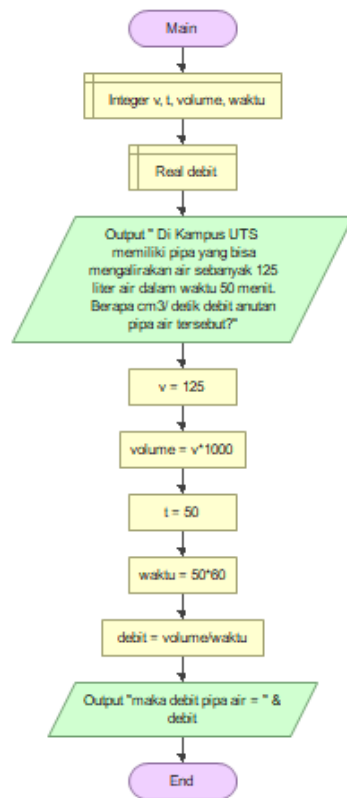 Main
Integer v, t, volume, waktu
Real debit
Output " Di Kampus UTS
memiliki pipa yang bisa
mengalirakan air sebanyak 125
liter air dalam waktu 50 menit.
Berapa cm3/ detik debit anutan
pipa air tersebut?"
v = 125
volume = v*1000
t = 50
waktu = 50*60
debit = volume/waktu
Output "maka debit pipa air = " &
debit
End